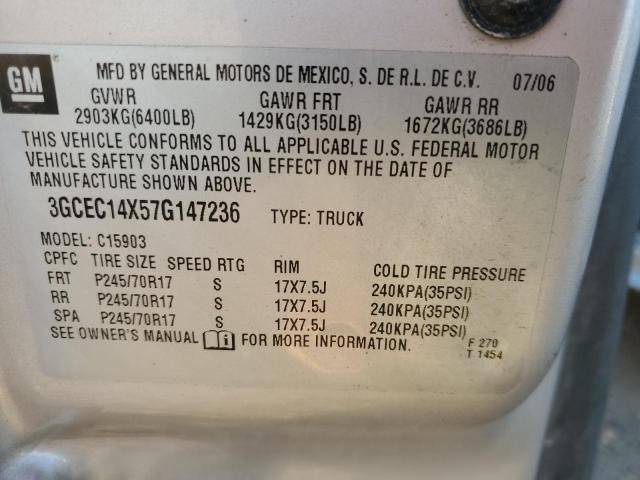 GM
MFD BY GENERAL MOTORS DE MEXICO, S. DE R.L. DE C.V. 07/06
GVWR GAWR FRT GAWR RR
2903KG(6400LB) 1429KG(3150LB) 1672KG(3686LB)
THIS VEHICLE CONFORMS TO ALL APPLICABLE U.S. FEDERAL MOTOR
VEHICLE SAFETY STANDARDS IN EFFECT ON THE DATE OF
MANUFACTURE SHOWN ABOVE.
3GCEC14X57G147236 TYPE: TRUCK
MODEL: C15903
CPFC TIRE SIZE SPEED RTG RIM COLD TIRE PRESSURE
FRT P245/70R17 S 17X7.5J 240KPA(35PSI)
RR P245/70R17 S 17X7.5J 240KPA(35PSI)
SPA P245/70R17 S 17X7.5J 240KPA(35PSI)
SEE OWNER'S MANUAL i FOR MORE INFORMATION. F 270
T 1454